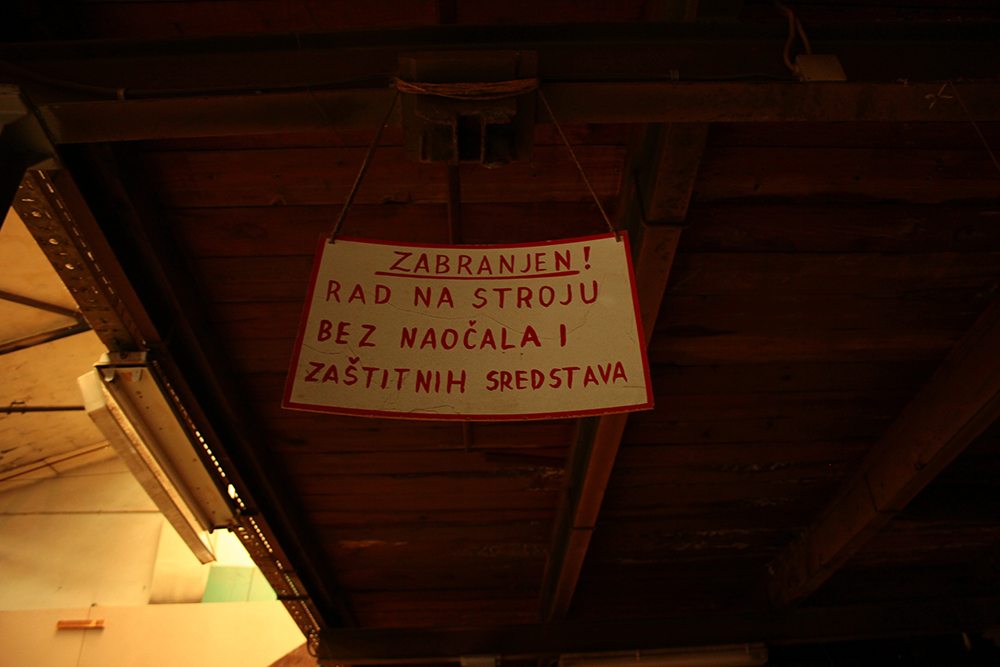 ZABRANJEN!
RAD NA STROJU
BEZ NAOČALA I
ZAŠTITNIH SREDSTAVA